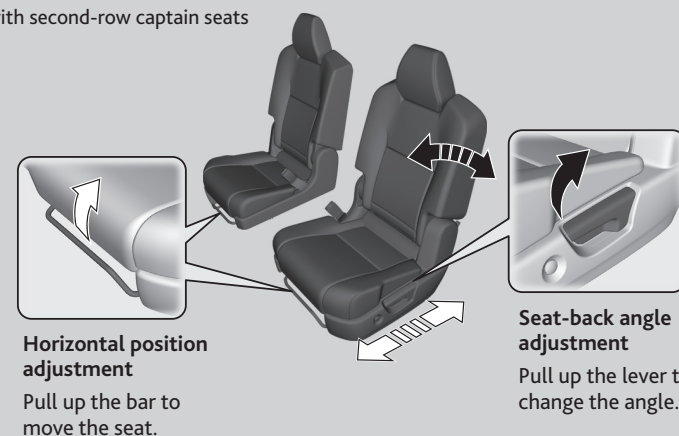 with second-row captain seats
Horizontal position
adjustment
Pull up the bar to
move the seat.
Seat-back angle
adjustment
Pull up the lever
change the angle.